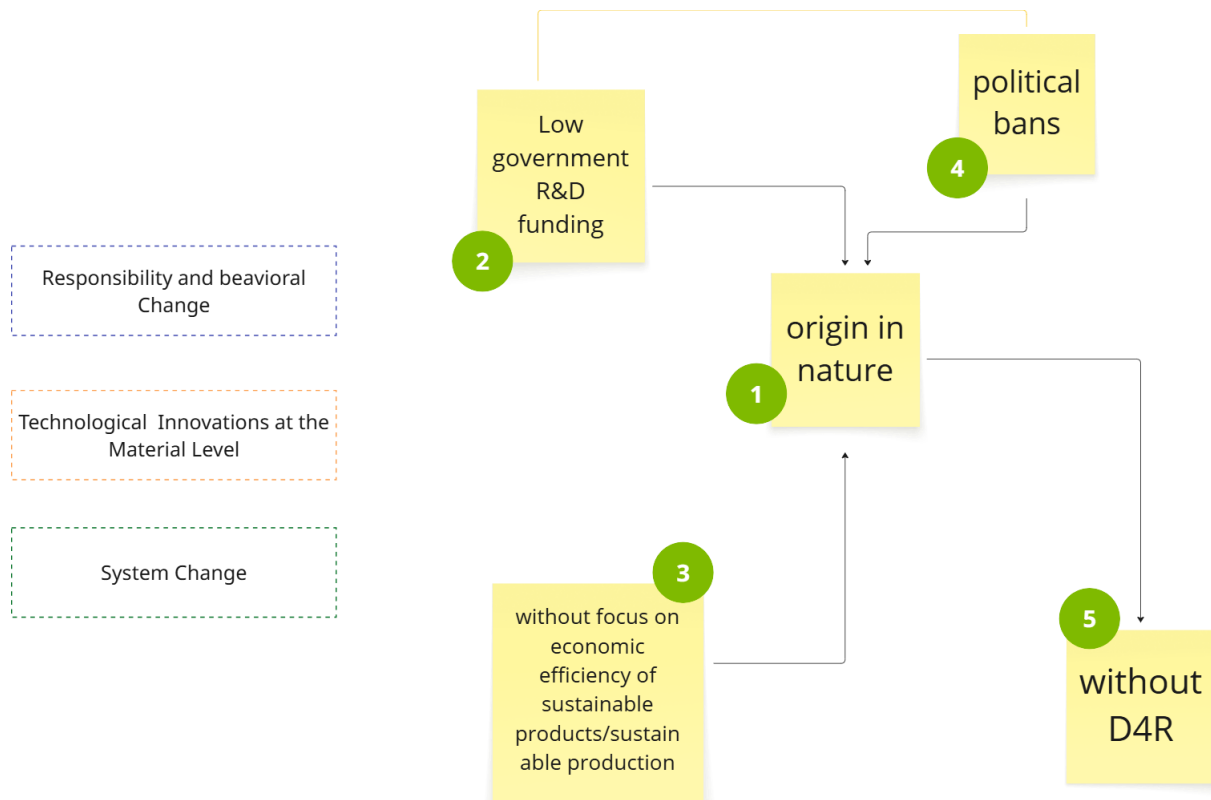 political
bans
4
Low
government
R&D
funding
2
Responsibility and beavioral
Change
origin in
nature
1
Technological  Innovations at the
Material Level
System Change
3
without focus on
economic
efficiency of
sustainable
products/sustain
able production
5
without
D4R